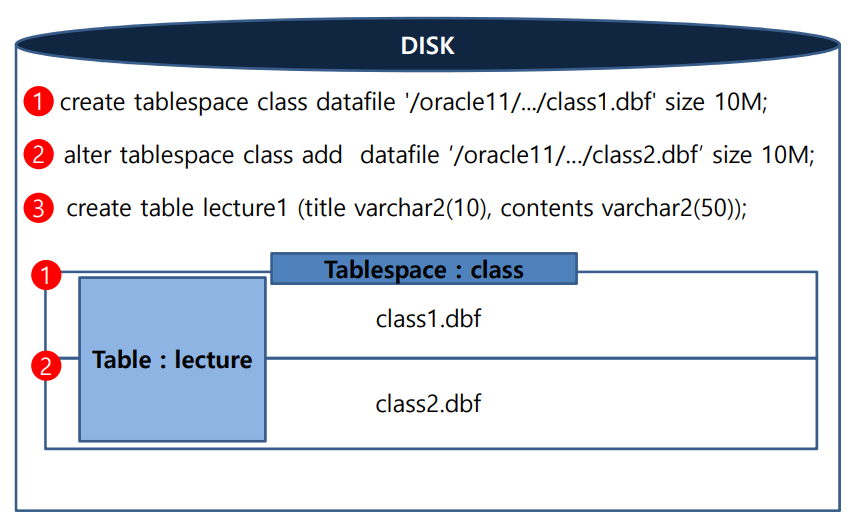 DISK
1 create tablespace class datafile '/oracle11/.../class1.dbf' size 10M;
2 alter tablespace class add  datafile ‘/oracle11/.../class2.dbf’ size 10M;
3 create table lecture1 (title varchar2(10), contents varchar2(50));
Tablespace : class
1
class1.dbf
Table : lecture
2
class2.dbf